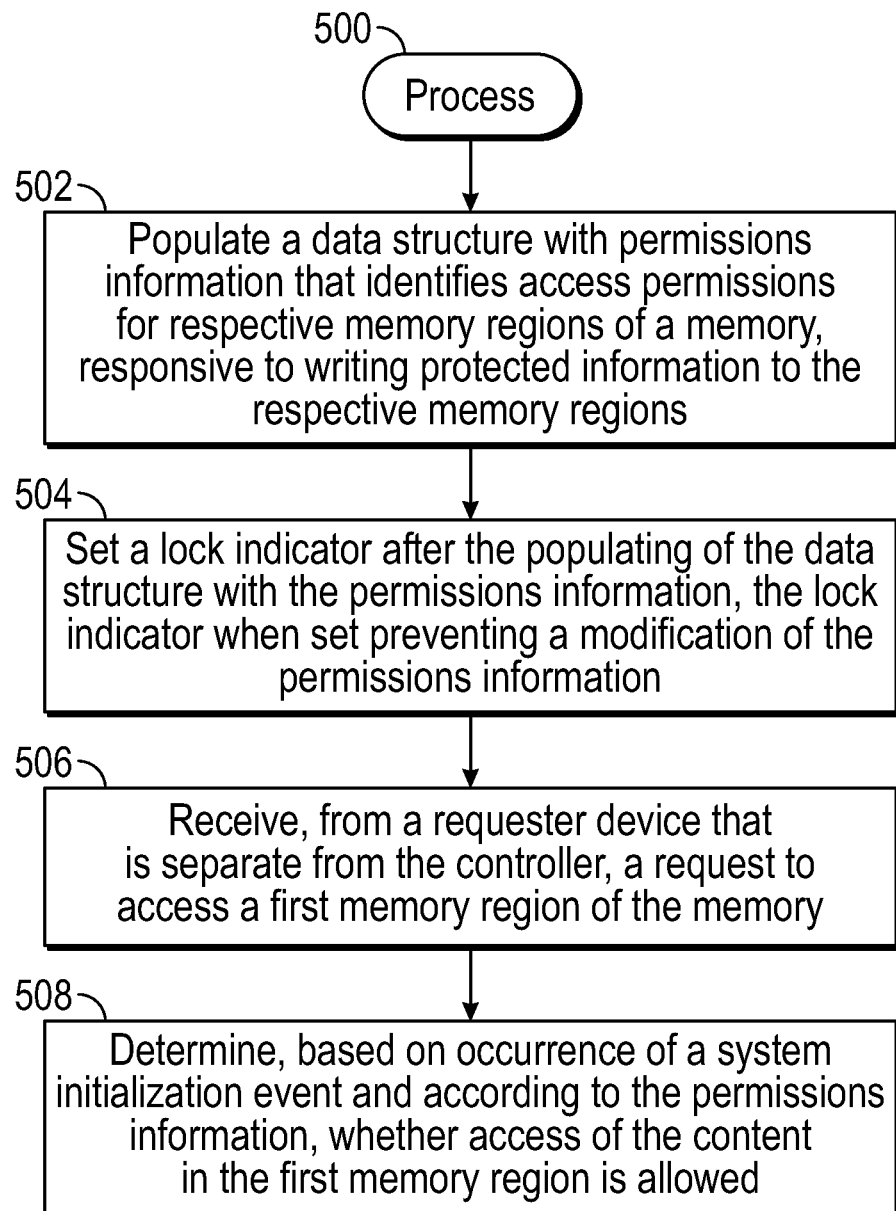 500
Process
502
Populate a data structure with permissions
information that identifies access permissions
for respective memory regions of a memory,
responsive to writing protected information to the
respective memory regions
504
Set a lock indicator after the populating of the data
structure with the permissions information, the lock
indicator when set preventing a modification of the
permissions information
506
Receive, from a requester device that
is separate from the controller, a request to
access a first memory region of the memory
508
Determine, based on occurrence of a system
initialization event and according to the permissions
information, whether access of the content
in the first memory region is allowed